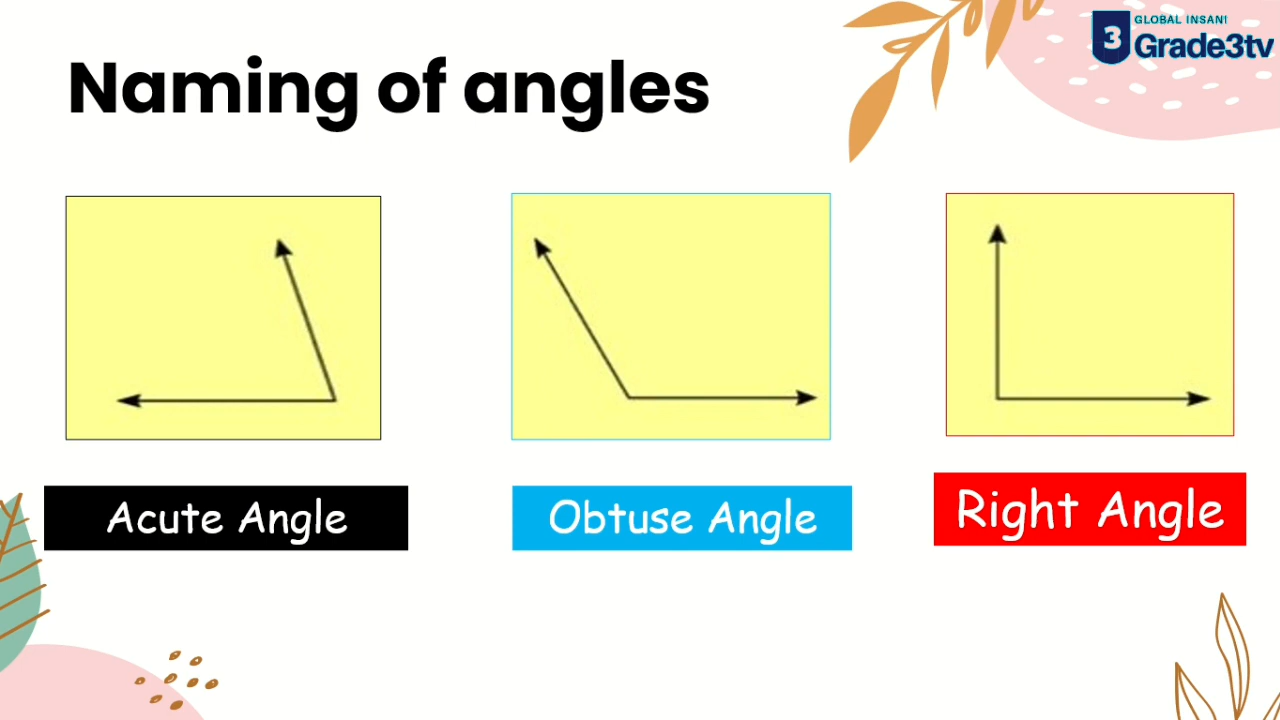 GLOBAL INSANI
3 Grade3tv
Naming of angles
Acute Angle
Obtuse Angle
Right Angle